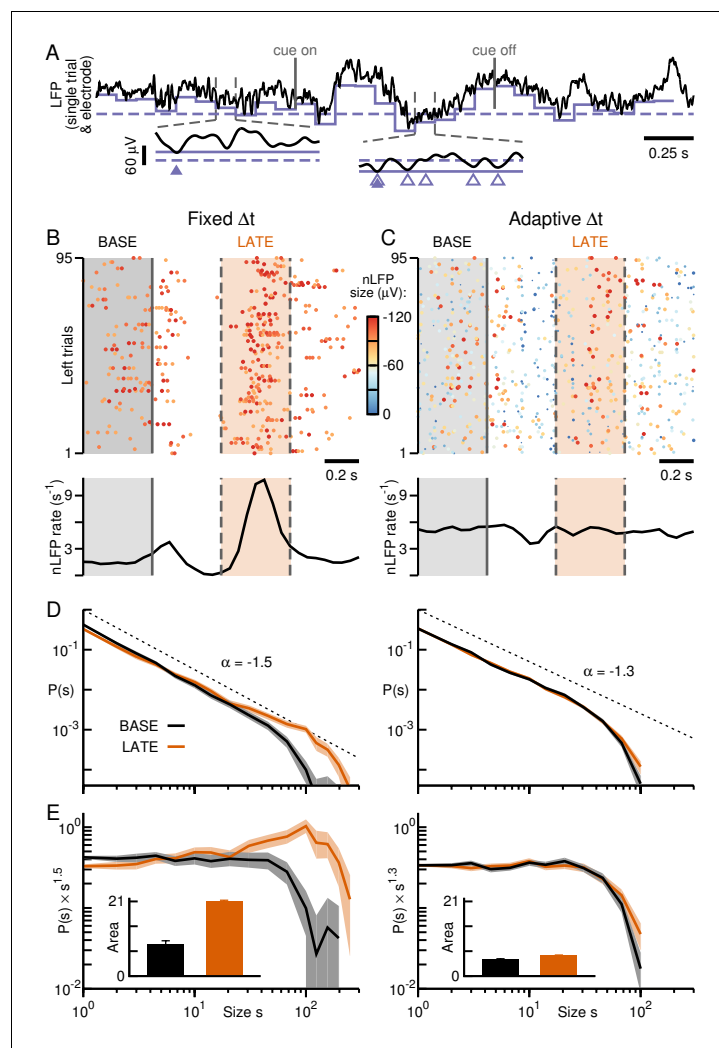 A
cue on
cue off
LFP
(single trial
& electrode)
60 μV
0.25 s
Fixed Δt
Adaptive Δt
B
BASE
LATE
C
BASE
LATE
95
Left trials
1
nLFP
size (μV):
-120
-60
0
95
1
0.2 s
0.2 s
nLFP rate (s⁻¹)
9
3
nLFP rate (s⁻¹)
9
3
D
10⁻¹
P(s)
10⁻³
α = -1.5
BASE
LATE
10⁻¹
P(s)
10⁻³
α = -1.3
E
10⁰
P(s) × s^1.5
10⁻²
21
Area
0
10⁰
10¹
10²
Size s
10⁰
P(s) × s^1.3
10⁻²
21
Area
0
10⁰
10¹
10²
Size s